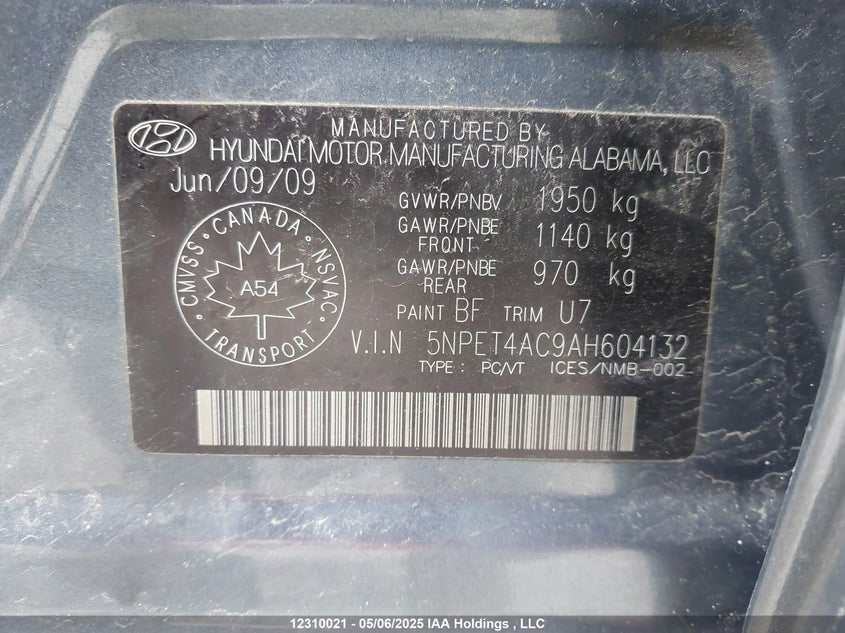 MANUFACTURED BY
HYUNDAI MOTOR MANUFACTURING ALABAMA, LLC
Jun/09/09
GVWR/PNBV 1950 kg
GAWR/PNBE FRONT 1140 kg
GAWR/PNBE REAR 970 kg
PAINT BF TRIM U7
CANADA
CMVSS · NSVAC
A54
TRANSPORT
V.I.N 5NPET4AC9AH604132
TYPE: PC/VT ICES/NMB-002
12310021 - 05/06/2025 IAA Holdings , LLC